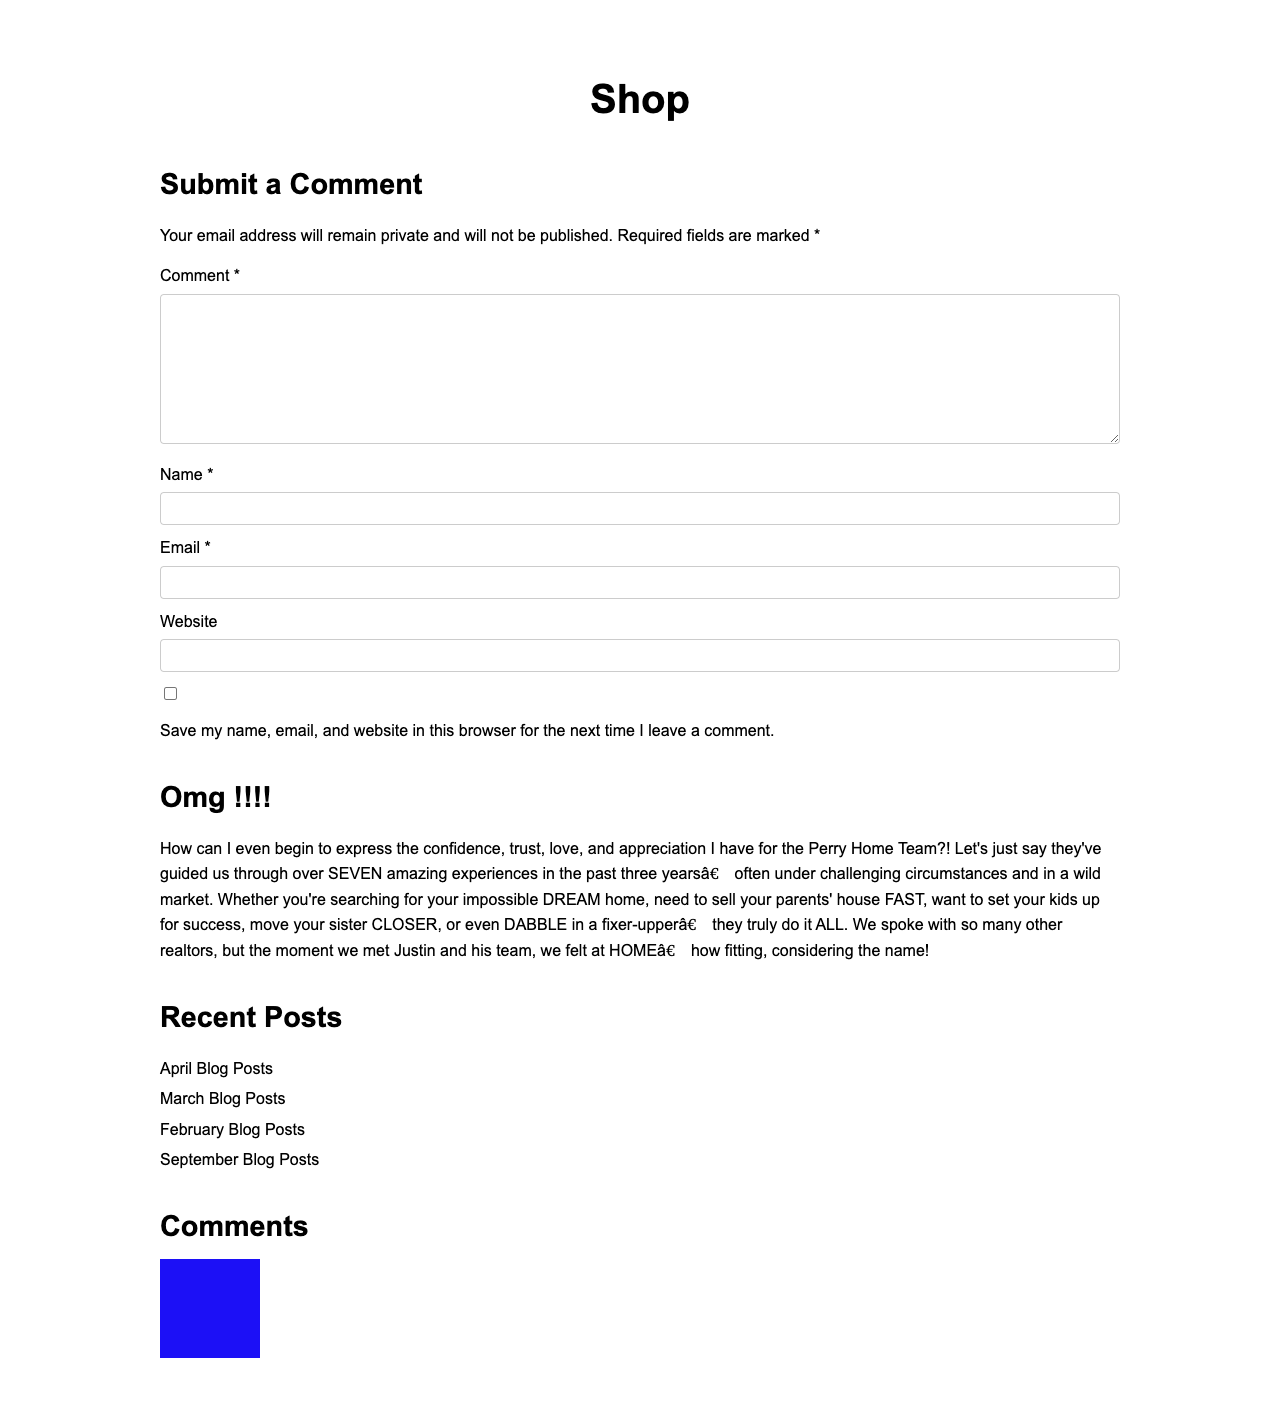 Shop
Submit a Comment
Your email address will remain private and will not be published. Required fields are marked *
Comment *
Name *
Email *
Website
Save my name, email, and website in this browser for the next time I leave a comment.
Omg !!!!
How can I even begin to express the confidence, trust, love, and appreciation I have for the Perry Home Team?! Let's just say they've
guided us through over SEVEN amazing experiences in the past three yearsâ€ often under challenging circumstances and in a wild
market. Whether you're searching for your impossible DREAM home, need to sell your parents' house FAST, want to set your kids up
for success, move your sister CLOSER, or even DABBLE in a fixer-upperâ€ they truly do it ALL. We spoke with so many other
realtors, but the moment we met Justin and his team, we felt at HOMEâ€ how fitting, considering the name!
Recent Posts
April Blog Posts
March Blog Posts
February Blog Posts
September Blog Posts
Comments